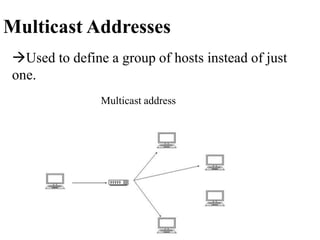 Multicast Addresses
→Used to define a group of hosts instead of just
one.
Multicast address